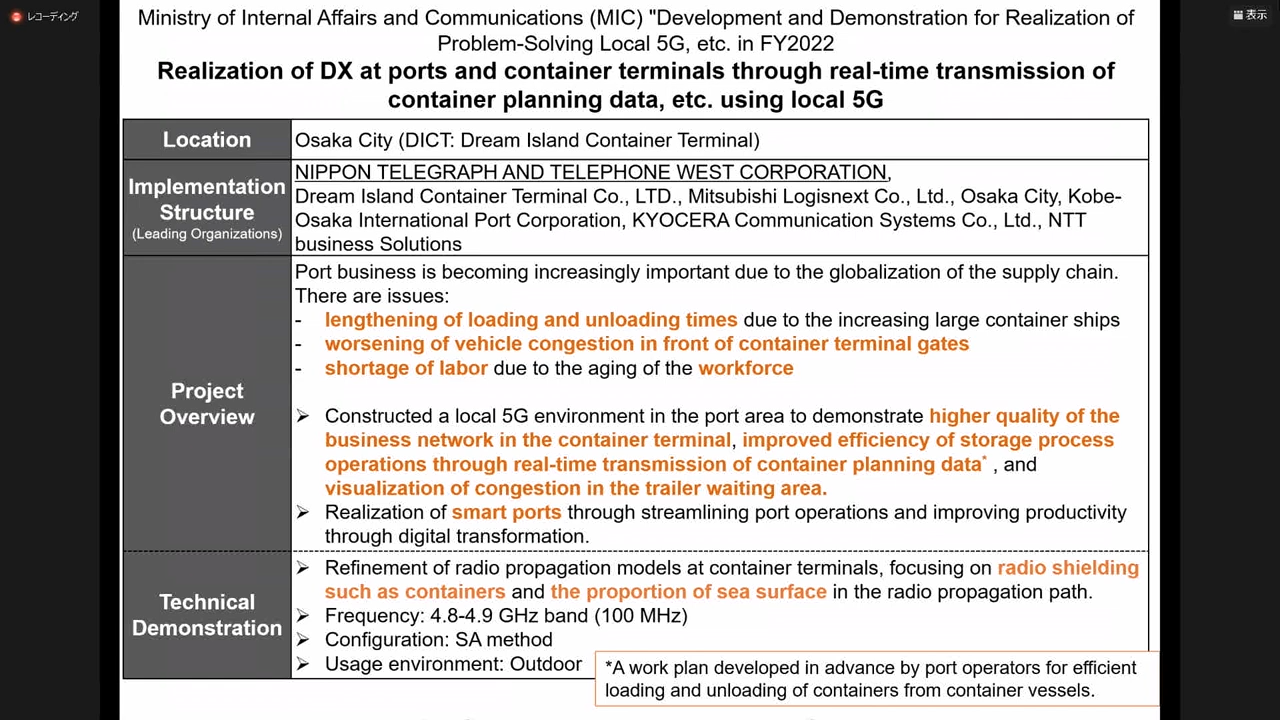 レコーディング
表示
Ministry of Internal Affairs and Communications (MIC) "Development and Demonstration for Realization of
Problem-Solving Local 5G, etc. in FY2022
Realization of DX at ports and container terminals through real-time transmission of
container planning data, etc. using local 5G
Location
Osaka City (DICT: Dream Island Container Terminal)
Implementation
Structure
(Leading Organizations)
NIPPON TELEGRAPH AND TELEPHONE WEST CORPORATION,
Dream Island Container Terminal Co., LTD., Mitsubishi Logisnext Co., Ltd., Osaka City, Kobe-
Osaka International Port Corporation, KYOCERA Communication Systems Co., Ltd., NTT
business Solutions
Project
Overview
Port business is becoming increasingly important due to the globalization of the supply chain.
There are issues:
- lengthening of loading and unloading times due to the increasing large container ships
- worsening of vehicle congestion in front of container terminal gates
- shortage of labor due to the aging of the workforce
➢ Constructed a local 5G environment in the port area to demonstrate higher quality of the
business network in the container terminal, improved efficiency of storage process
operations through real-time transmission of container planning data* , and
visualization of congestion in the trailer waiting area.
➢ Realization of smart ports through streamlining port operations and improving productivity
through digital transformation.
Technical
Demonstration
➢ Refinement of radio propagation models at container terminals, focusing on radio shielding
such as containers and the proportion of sea surface in the radio propagation path.
➢ Frequency: 4.8-4.9 GHz band (100 MHz)
➢ Configuration: SA method
➢ Usage environment: Outdoor
*A work plan developed in advance by port operators for efficient
loading and unloading of containers from container vessels.